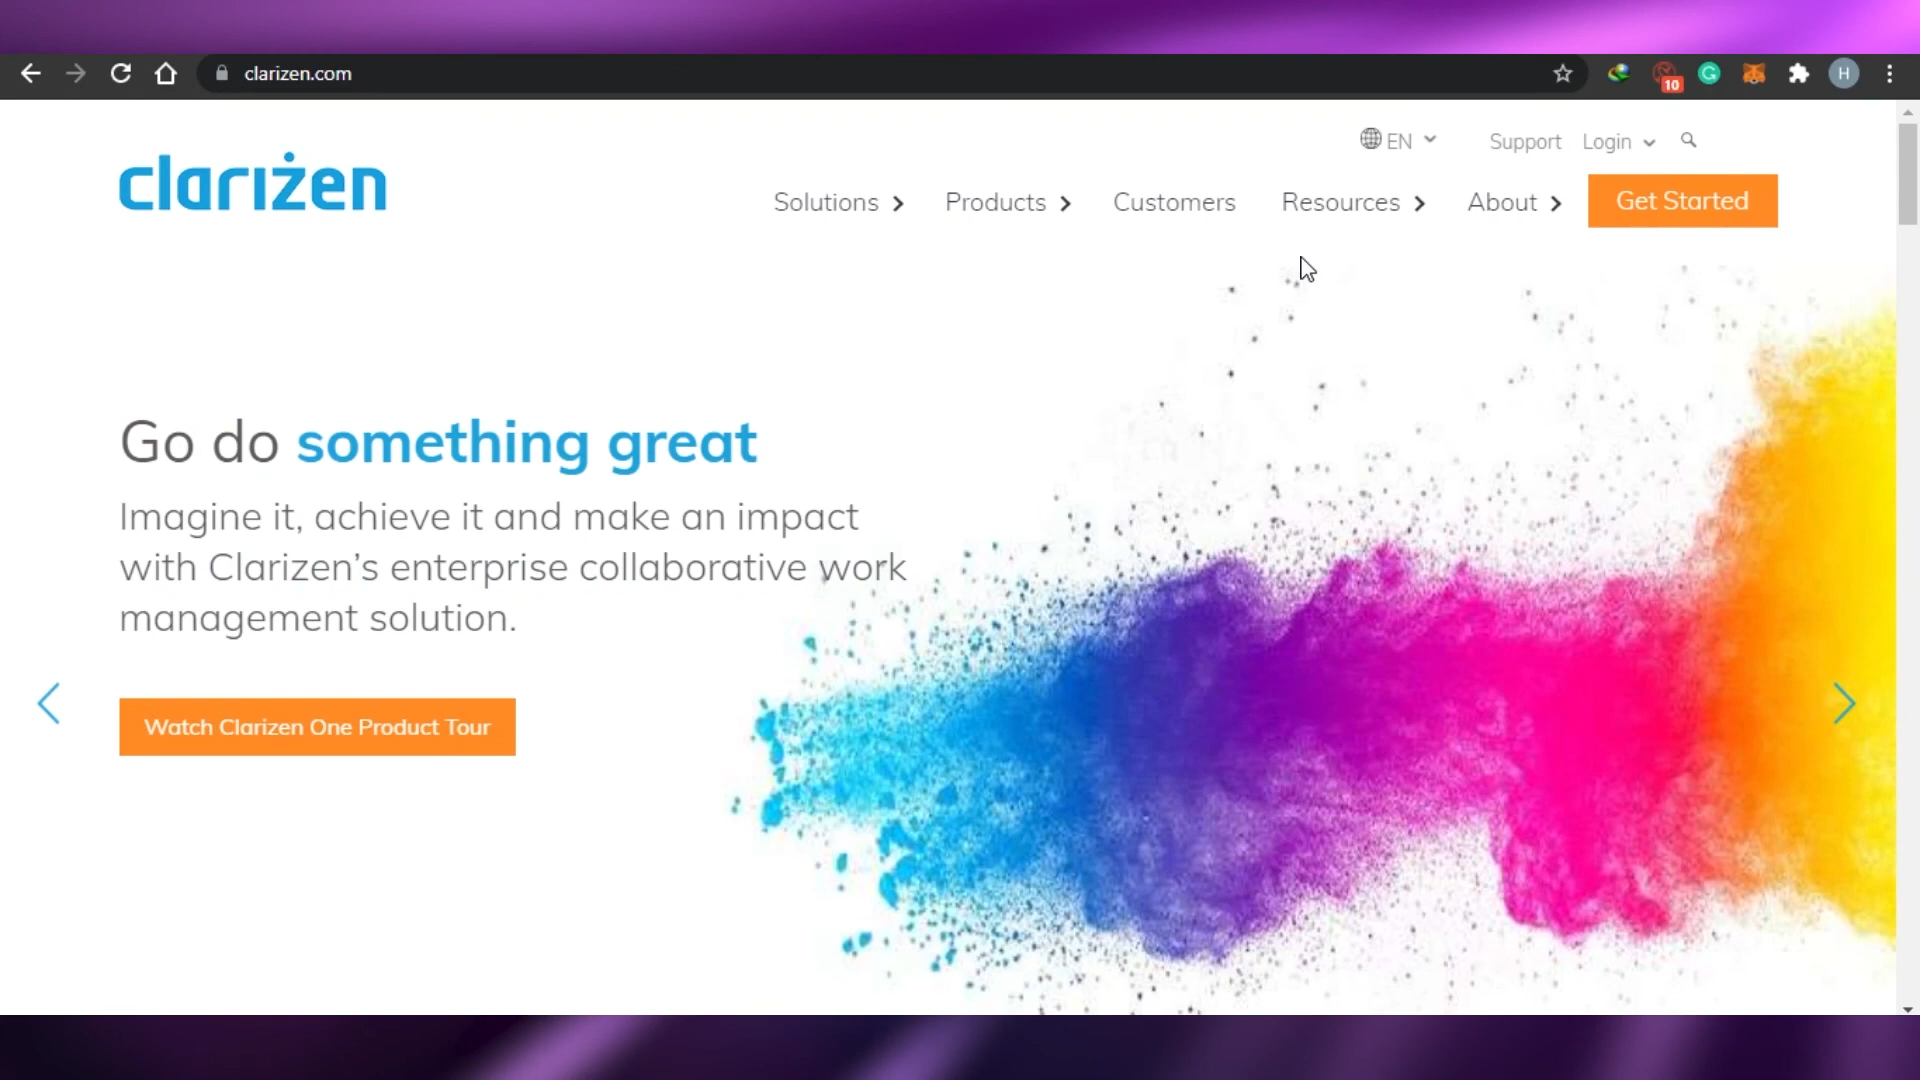 clarizen.com
10
H
EN
Support
Login
clarizen
Solutions
Products
Customers
Resources
About
Get Started
Go do something great
Imagine it, achieve it and make an impact
with Clarizen’s enterprise collaborative work
management solution.
Watch Clarizen One Product Tour